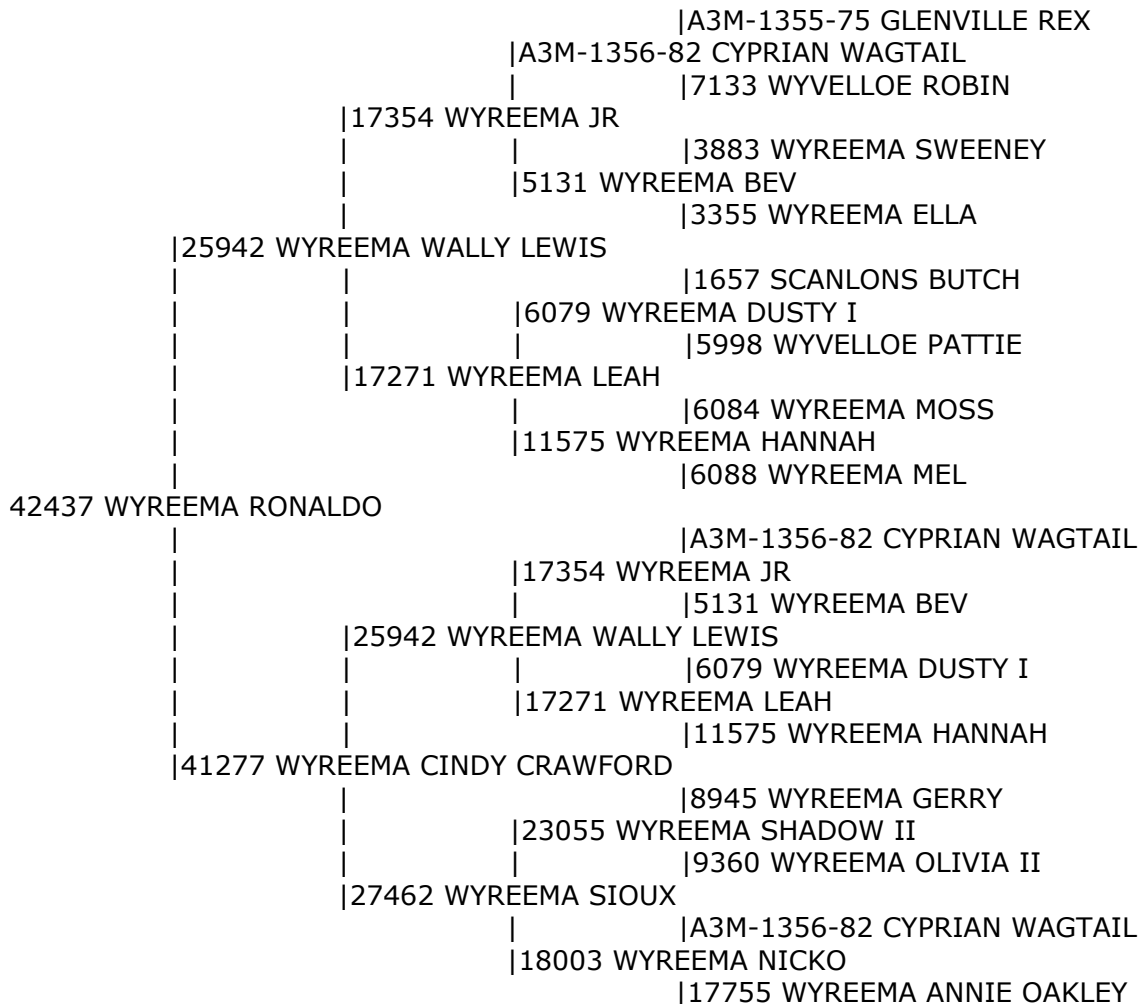 |A3M-1355-75 GLENVILLE REX
|A3M-1356-82 CYPRIAN WAGTAIL
| |7133 WYVELLOE ROBIN
|17354 WYREEMA JR
| | |3883 WYREEMA SWEENEY
| |5131 WYREEMA BEV
| |3355 WYREEMA ELLA
|25942 WYREEMA WALLY LEWIS
| | |1657 SCANLONS BUTCH
| | |6079 WYREEMA DUSTY I
| | | |5998 WYVELLOE PATTIE
| |17271 WYREEMA LEAH
| | |6084 WYREEMA MOSS
| |11575 WYREEMA HANNAH
| |6088 WYREEMA MEL
42437 WYREEMA RONALDO
| |A3M-1356-82 CYPRIAN WAGTAIL
| |17354 WYREEMA JR
| | |5131 WYREEMA BEV
| |25942 WYREEMA WALLY LEWIS
| | | |6079 WYREEMA DUSTY I
| | |17271 WYREEMA LEAH
| | |11575 WYREEMA HANNAH
|41277 WYREEMA CINDY CRAWFORD
| |8945 WYREEMA GERRY
| |23055 WYREEMA SHADOW II
| | |9360 WYREEMA OLIVIA II
|27462 WYREEMA SIOUX
| |A3M-1356-82 CYPRIAN WAGTAIL
|18003 WYREEMA NICKO
|17755 WYREEMA ANNIE OAKLEY